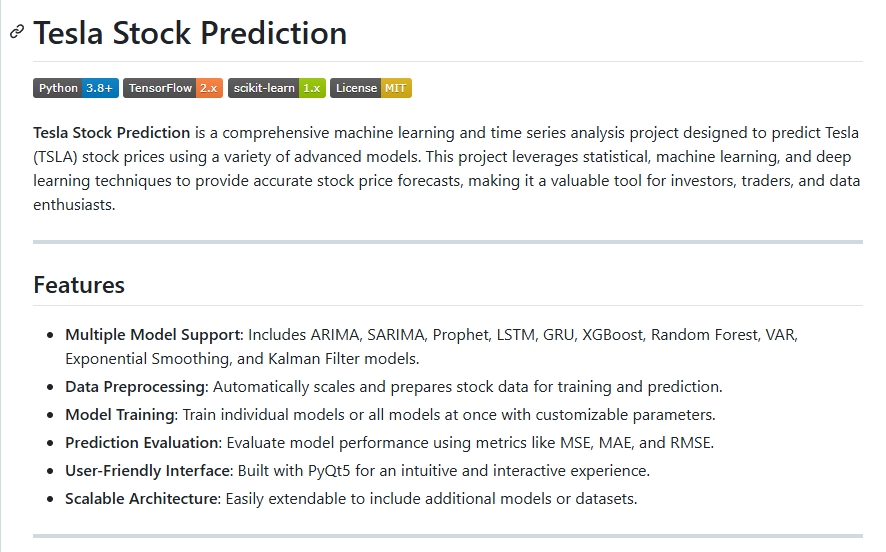 Tesla Stock Prediction
Python 3.8+ TensorFlow 2.x scikit-learn 1.x License MIT
Tesla Stock Prediction is a comprehensive machine learning and time series analysis project designed to predict Tesla
(TSLA) stock prices using a variety of advanced models. This project leverages statistical, machine learning, and deep
learning techniques to provide accurate stock price forecasts, making it a valuable tool for investors, traders, and data
enthusiasts.
Features
• Multiple Model Support: Includes ARIMA, SARIMA, Prophet, LSTM, GRU, XGBoost, Random Forest, VAR,
Exponential Smoothing, and Kalman Filter models.
• Data Preprocessing: Automatically scales and prepares stock data for training and prediction.
• Model Training: Train individual models or all models at once with customizable parameters.
• Prediction Evaluation: Evaluate model performance using metrics like MSE, MAE, and RMSE.
• User-Friendly Interface: Built with PyQt5 for an intuitive and interactive experience.
• Scalable Architecture: Easily extendable to include additional models or datasets.